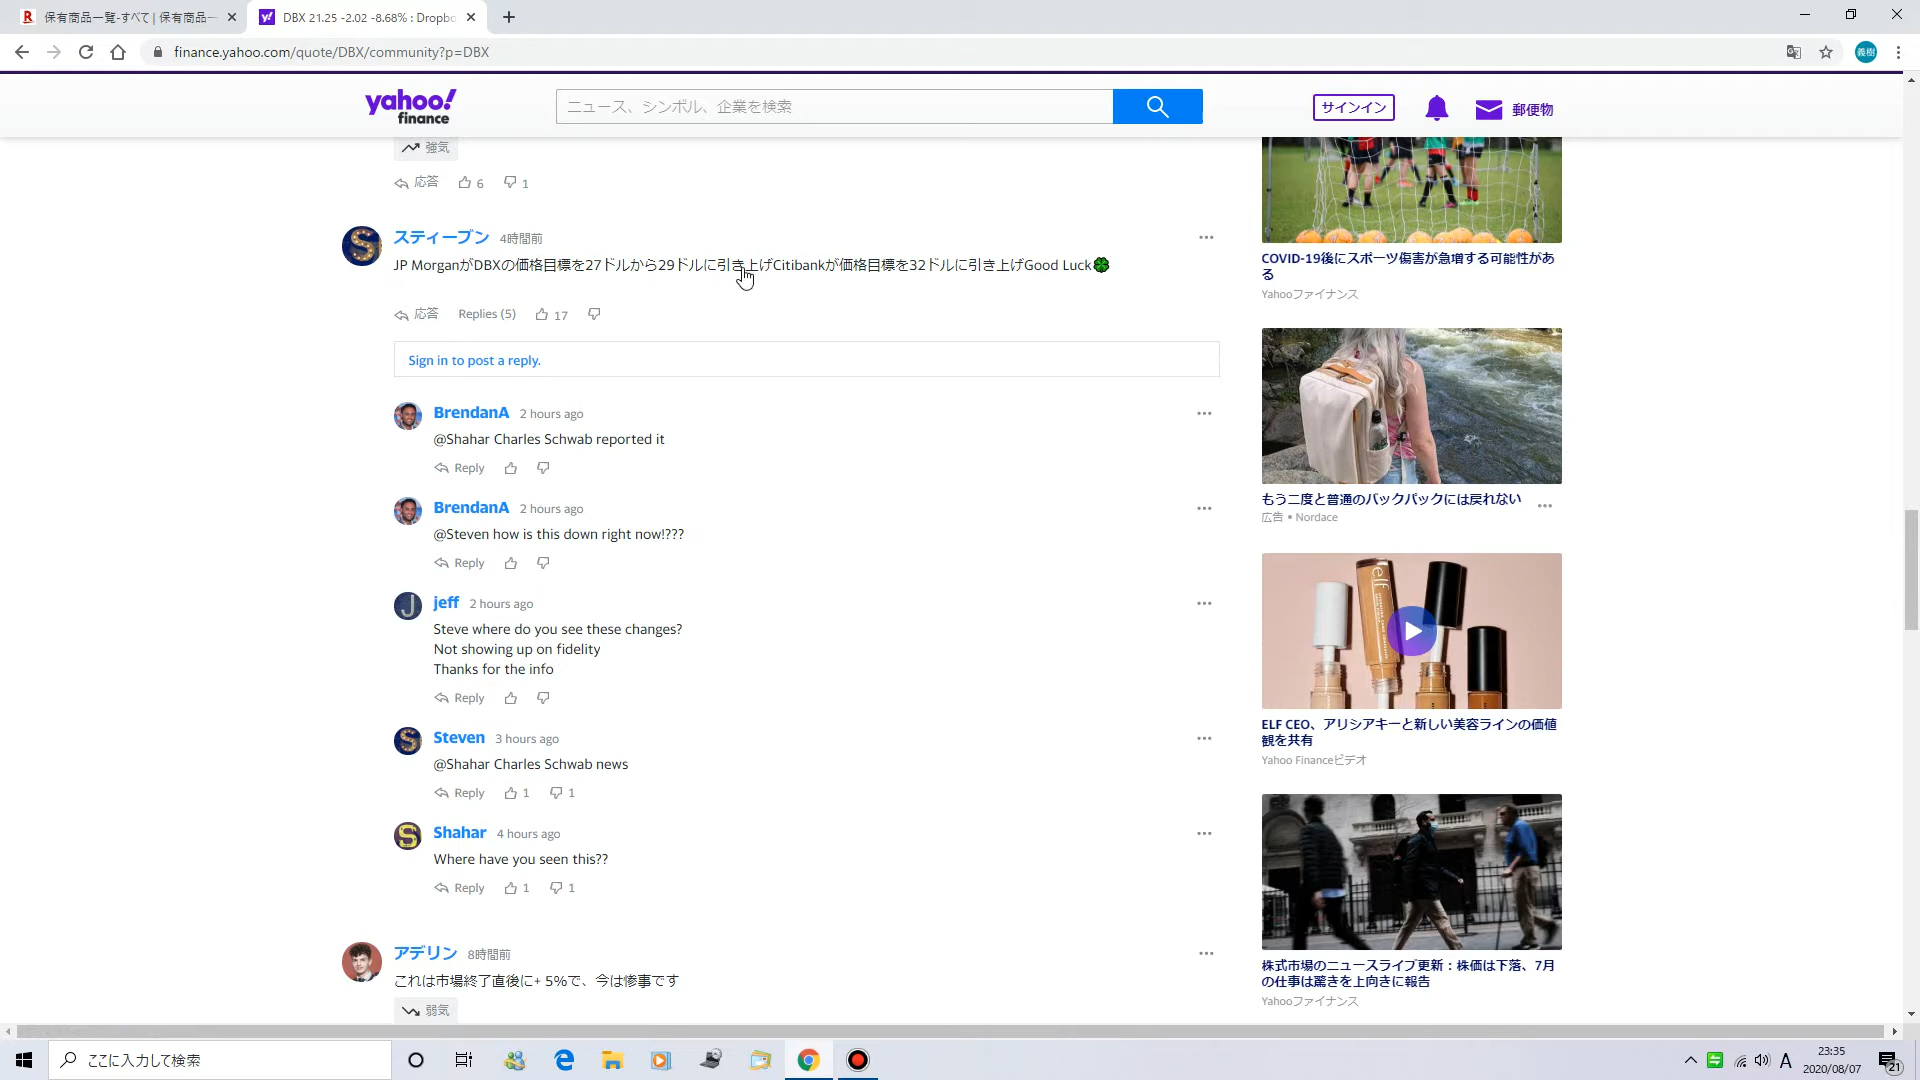 保有商品一覧-すべて | 保有商品一
DBX 21.25 -2.02 -8.68% : Dropbo
finance.yahoo.com/quote/DBX/community?p=DBX
義樹
yahoo!
finance
ニュース、シンボル、企業を検索
サインイン
郵便物
強気
応答 6 1
スティーブン 4時間前
JP MorganがDBXの価格目標を27ドルから29ドルに引き上げCitibankが価格目標を32ドルに引き上げGood Luck🍀
応答 Replies (5) 17
Sign in to post a reply.
BrendanA 2 hours ago
@Shahar Charles Schwab reported it
Reply
BrendanA 2 hours ago
@Steven how is this down right now!???
Reply
jeff 2 hours ago
Steve where do you see these changes?
Not showing up on fidelity
Thanks for the info
Reply
Steven 3 hours ago
@Shahar Charles Schwab news
Reply 1 1
Shahar 4 hours ago
Where have you seen this??
Reply 1 1
アデリン 8時間前
これは市場終了直後に+ 5%で、今は惨事です
弱気
COVID-19後にスポーツ傷害が急増する可能性があ
る
Yahooファイナンス
もう二度と普通のバックパックには戻れない
広告 • Nordace
elf
ELF CEO、アリシアキーと新しい美容ラインの価値
観を共有
Yahoo Financeビデオ
株式市場のニュースライブ更新：株価は下落、7月
の仕事は驚きを上向きに報告
Yahooファイナンス
ここに入力して検索
A
23:35
2020/08/07
21